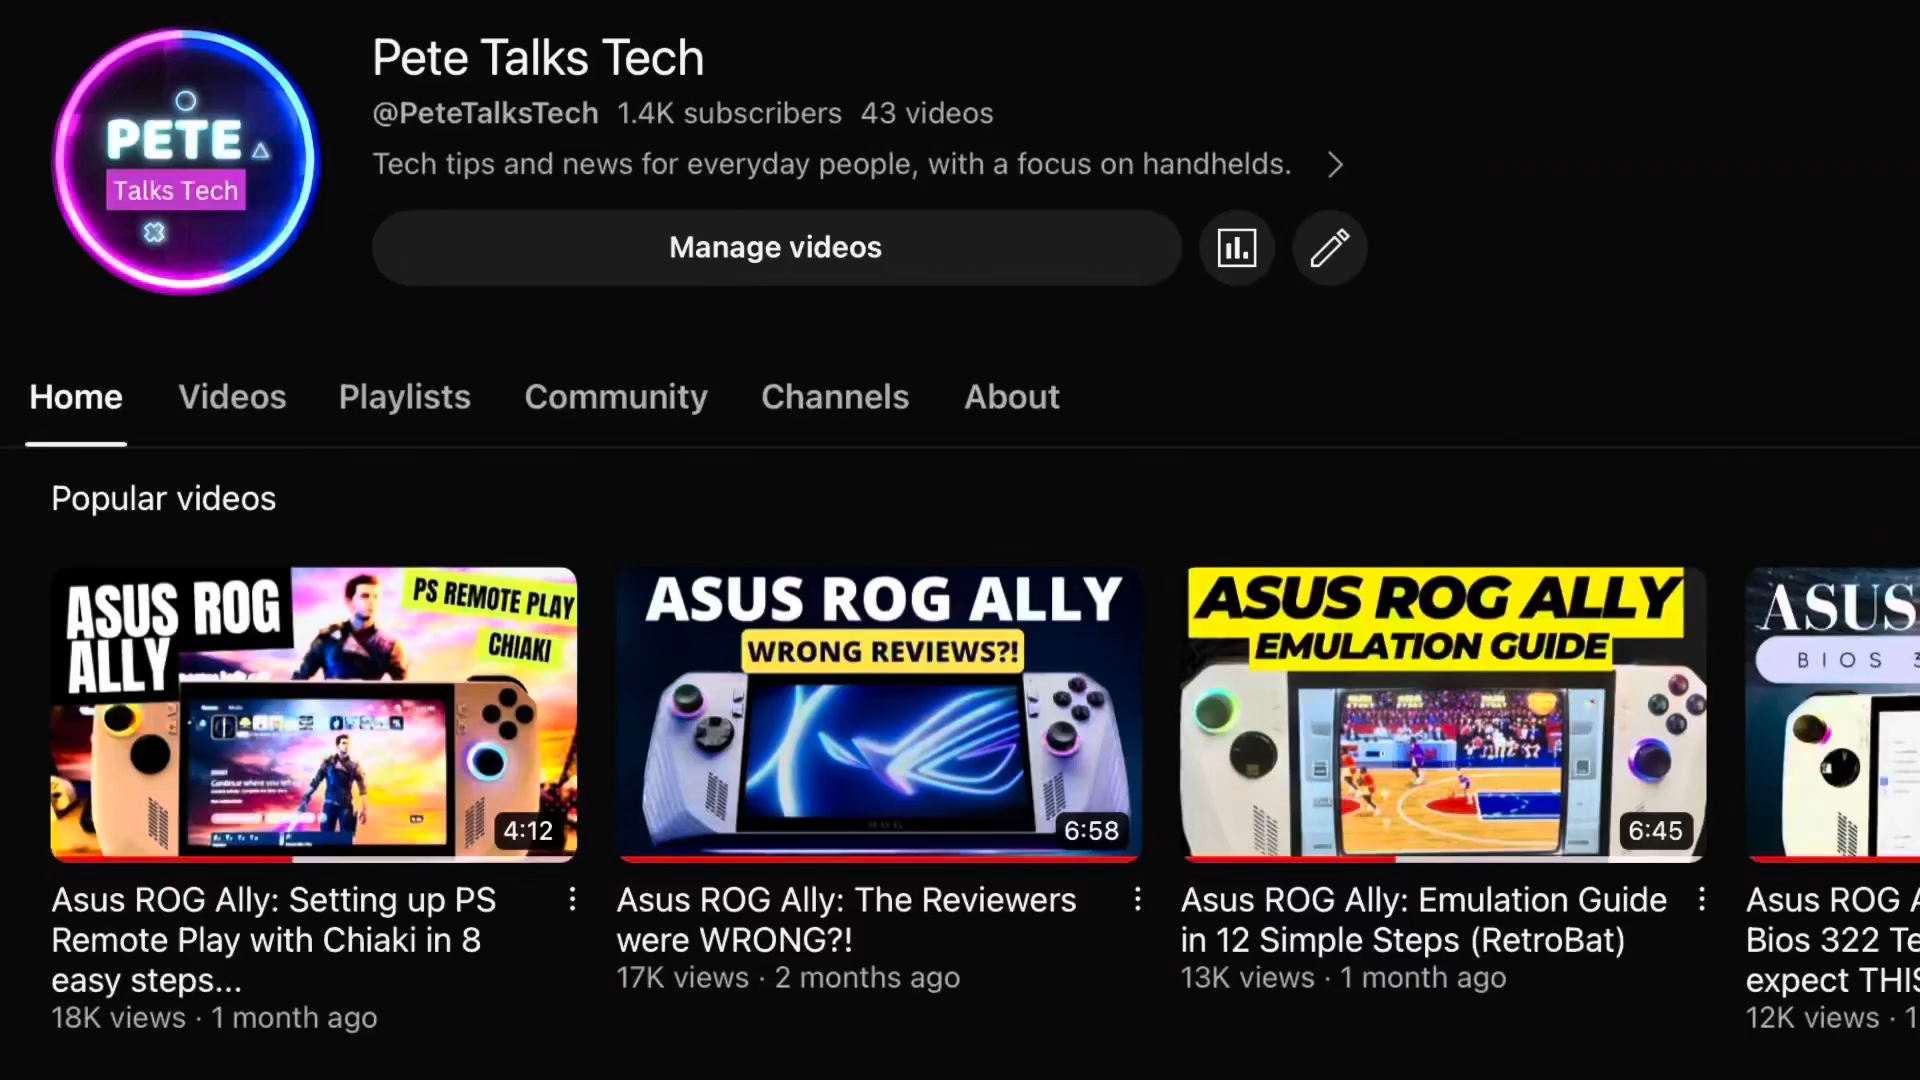 PETE
Talks Tech
Pete Talks Tech
@PeteTalksTech 1.4K subscribers 43 videos
Tech tips and news for everyday people, with a focus on handhelds.
Manage videos
Home Videos Playlists Community Channels About
Popular videos
ASUS ROG
ALLY
PS REMOTE PLAY
CHIAKI
4:12
Asus ROG Ally: Setting up PS
Remote Play with Chiaki in 8
easy steps...
18K views · 1 month ago
ASUS ROG ALLY
WRONG REVIEWS?!
6:58
Asus ROG Ally: The Reviewers
were WRONG?!
17K views · 2 months ago
ASUS ROG ALLY
EMULATION GUIDE
6:45
Asus ROG Ally: Emulation Guide
in 12 Simple Steps (RetroBat)
13K views · 1 month ago
ASUS
BIOS 3
Asus ROG A
Bios 322 Te
expect THIS
12K views · 1